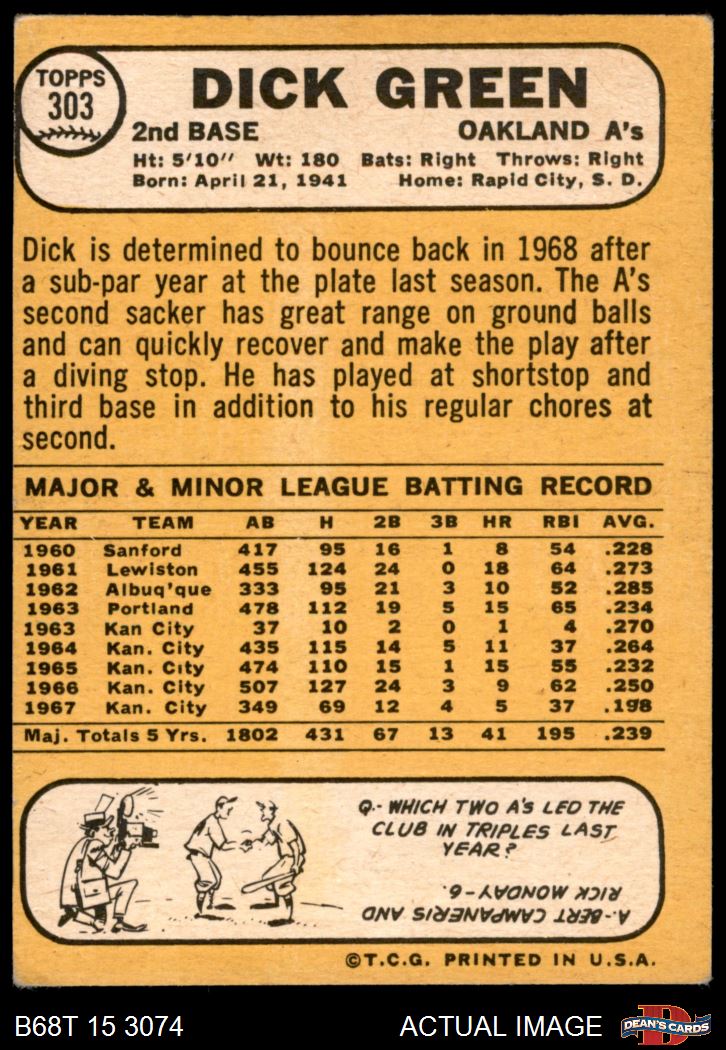 TOPPS
303
DICK GREEN
2nd BASE OAKLAND A's
Ht: 5'10" Wt: 180 Bats: Right Throws: Right
Born: April 21, 1941 Home: Rapid City, S. D.
Dick is determined to bounce back in 1968 after
a sub-par year at the plate last season. The A's
second sacker has great range on ground balls
and can quickly recover and make the play after
a diving stop. He has played at shortstop and
third base in addition to his regular chores at
second.
MAJOR & MINOR LEAGUE BATTING RECORD
YEAR TEAM AB H 2B 3B HR RBI AVG.
1960 Sanford 417 95 16 1 8 54 .228
1961 Lewiston 455 124 24 0 18 64 .273
1962 Albuq'que 333 95 21 3 10 52 .285
1963 Portland 478 112 19 5 15 65 .234
1963 Kan City 37 10 2 0 1 4 .270
1964 Kan. City 435 115 14 5 11 37 .264
1965 Kan. City 474 110 15 1 15 55 .232
1966 Kan. City 507 127 24 3 9 62 .250
1967 Kan. City 349 69 12 4 5 37 .198
Maj. Totals 5 Yrs. 1802 431 67 13 41 195 .239
Q.- WHICH TWO A'S LED THE
CLUB IN TRIPLES LAST
YEAR?
A.-BERT CAMPANERIS AND
RICK MONDAY-6.
©T.C.G. PRINTED IN U.S.A.
B68T 15 3074 ACTUAL IMAGE
D
DEAN'S CARDS